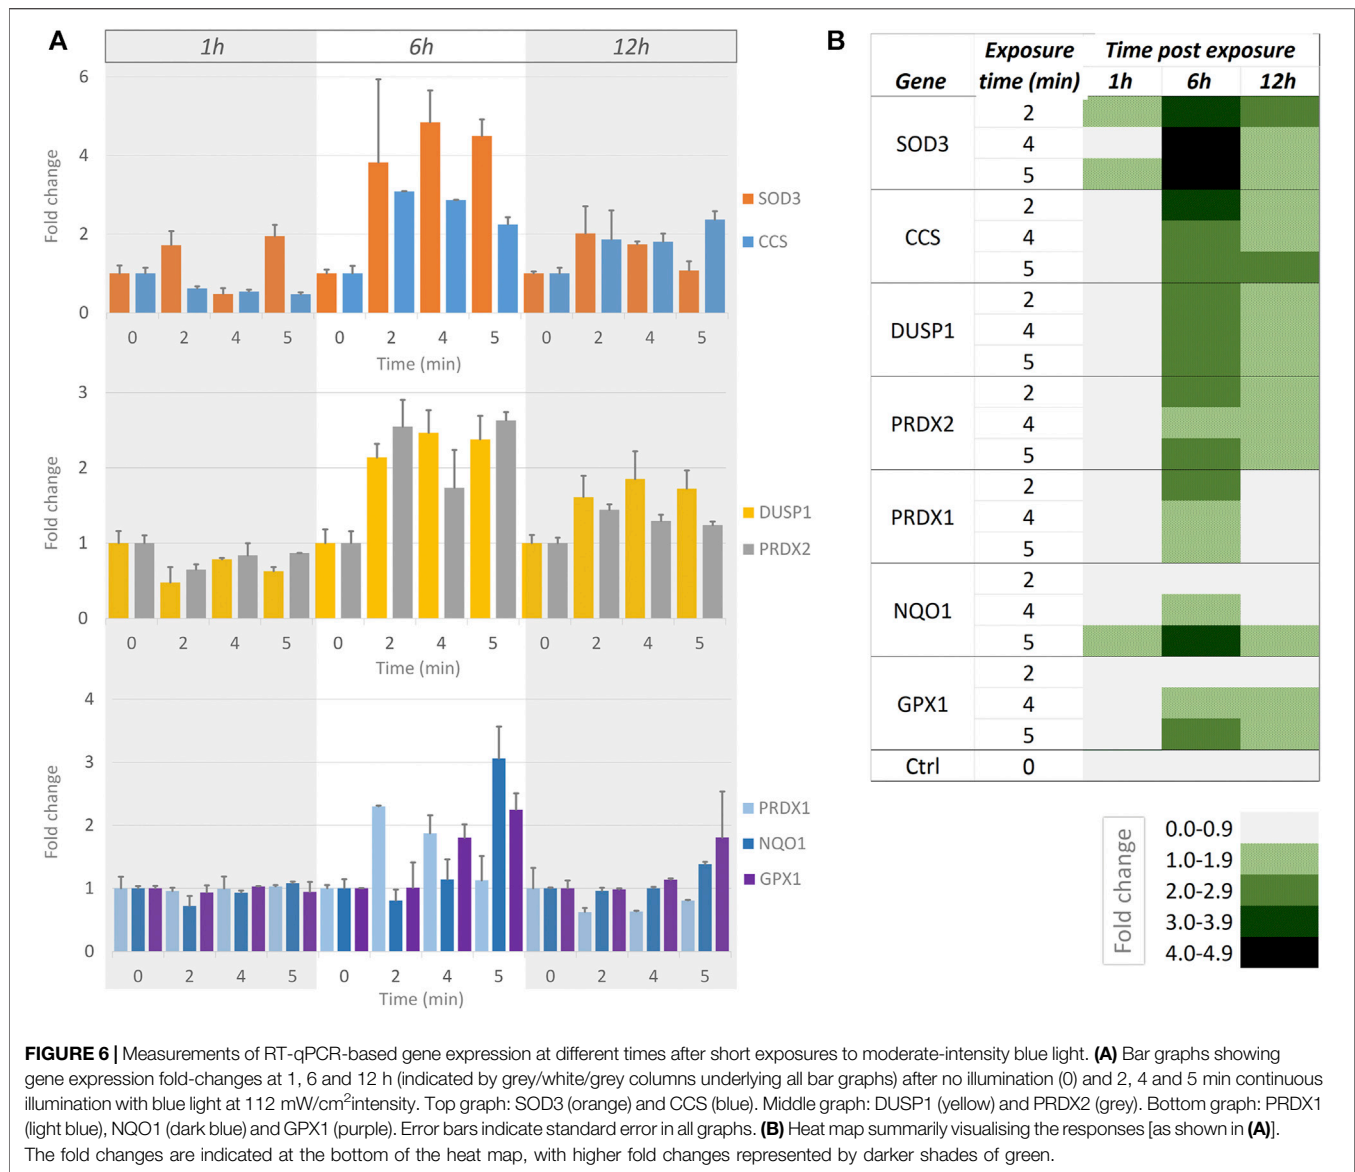 A
1h 6h 12h
6
4
2
0
Fold change
0 2 4 5 0 2 4 5 0 2 4 5
Time (min)
SOD3
CCS
3
2
1
0
Fold change
0 2 4 5 0 2 4 5 0 2 4 5
Time (min)
DUSP1
PRDX2
4
3
2
1
0
Fold change
0 2 4 5 0 2 4 5 0 2 4 5
Time (min)
PRDX1
NQO1
GPX1
B
Exposure Time post exposure
Gene time (min) 1h 6h 12h
SOD3
2
4
5
CCS
2
4
5
DUSP1
2
4
5
PRDX2
2
4
5
PRDX1
2
4
5
NQO1
2
4
5
GPX1
2
4
5
Ctrl 0
Fold change
0.0-0.9
1.0-1.9
2.0-2.9
3.0-3.9
4.0-4.9
FIGURE 6 | Measurements of RT-qPCR-based gene expression at different times after short exposures to moderate-intensity blue light. (A) Bar graphs showing
gene expression fold-changes at 1, 6 and 12 h (indicated by grey/white/grey columns underlying all bar graphs) after no illumination (0) and 2, 4 and 5 min continuous
illumination with blue light at 112 mW/cm²intensity. Top graph: SOD3 (orange) and CCS (blue). Middle graph: DUSP1 (yellow) and PRDX2 (grey). Bottom graph: PRDX1
(light blue), NQO1 (dark blue) and GPX1 (purple). Error bars indicate standard error in all graphs. (B) Heat map summarily visualising the responses [as shown in (A)].
The fold changes are indicated at the bottom of the heat map, with higher fold changes represented by darker shades of green.